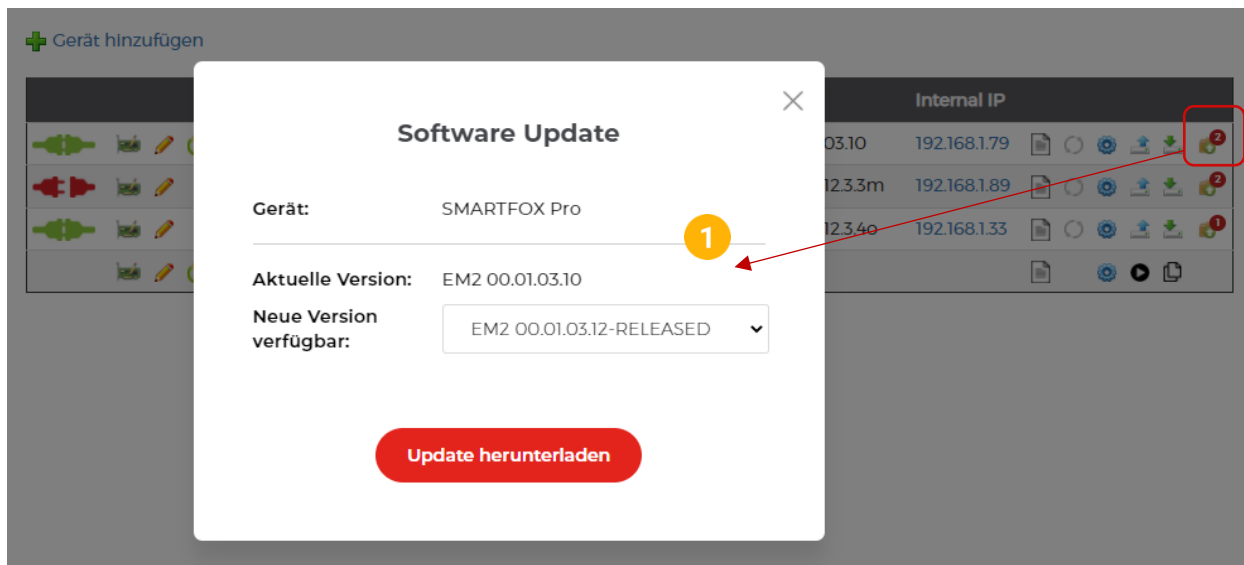 Gerät hinzufügen
Internal IP
Software Update
03.10 192.168.1.79 2
12.3.3m 192.168.1.89 2
Gerät: SMARTFOX Pro
1
12.3.4o 192.168.1.33 1
Aktuelle Version: EM2 00.01.03.10
Neue Version
verfügbar:
EM2 00.01.03.12-RELEASED
Update herunterladen